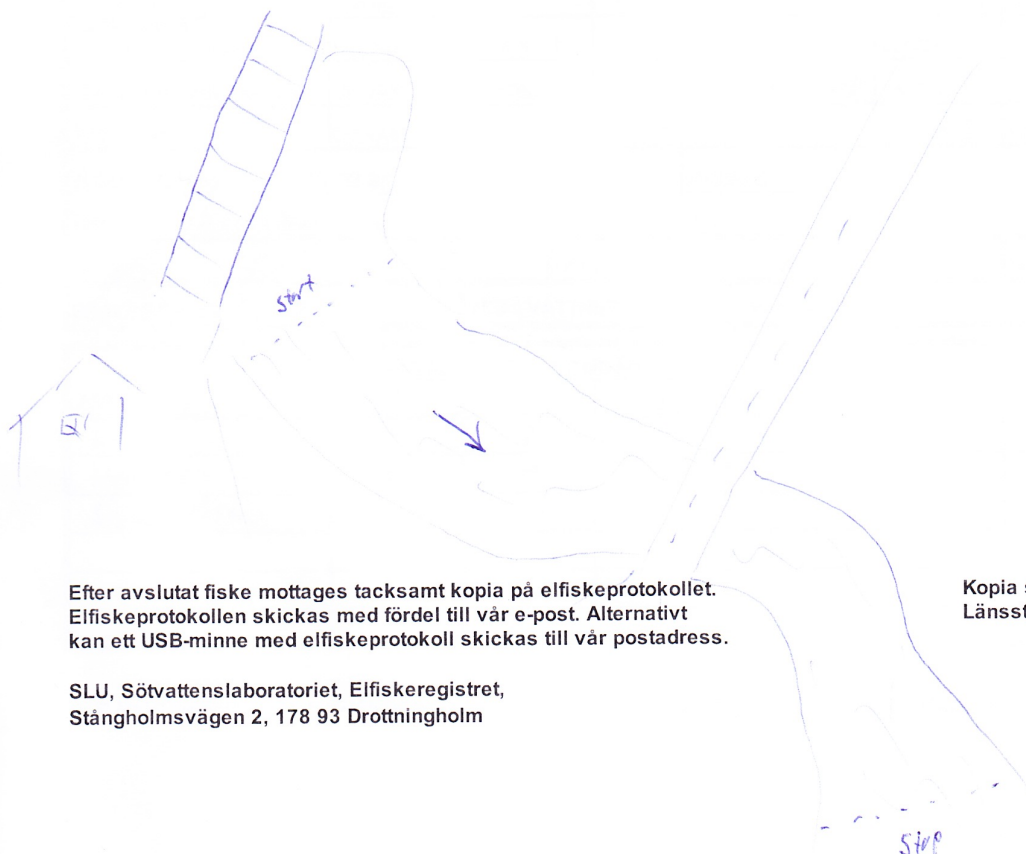 Start
Efter avslutat fiske mottages tacksamt kopia på elfiskeprotokollet.
Elfiskeprotokollen skickas med fördel till vår e-post. Alternativt
kan ett USB-minne med elfiskeprotokoll skickas till vår postadress.
Kopia
Länsst
SLU, Sötvattenslaboratoriet, Elfiskeregistret,
Stångholmsvägen 2, 178 93 Drottningholm
Stop